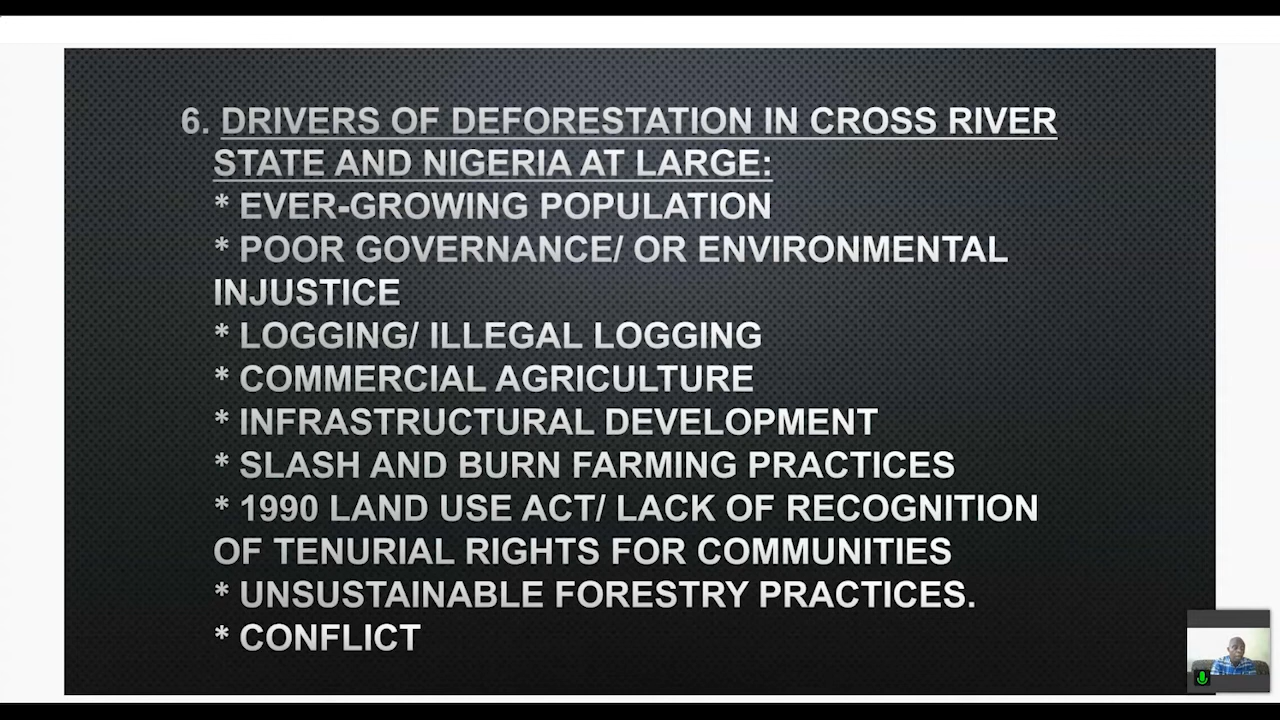 6. DRIVERS OF DEFORESTATION IN CROSS RIVER
STATE AND NIGERIA AT LARGE:
* EVER-GROWING POPULATION
* POOR GOVERNANCE/ OR ENVIRONMENTAL
INJUSTICE
* LOGGING/ ILLEGAL LOGGING
* COMMERCIAL AGRICULTURE
* INFRASTRUCTURAL DEVELOPMENT
* SLASH AND BURN FARMING PRACTICES
* 1990 LAND USE ACT/ LACK OF RECOGNITION
OF TENURIAL RIGHTS FOR COMMUNITIES
* UNSUSTAINABLE FORESTRY PRACTICES.
* CONFLICT